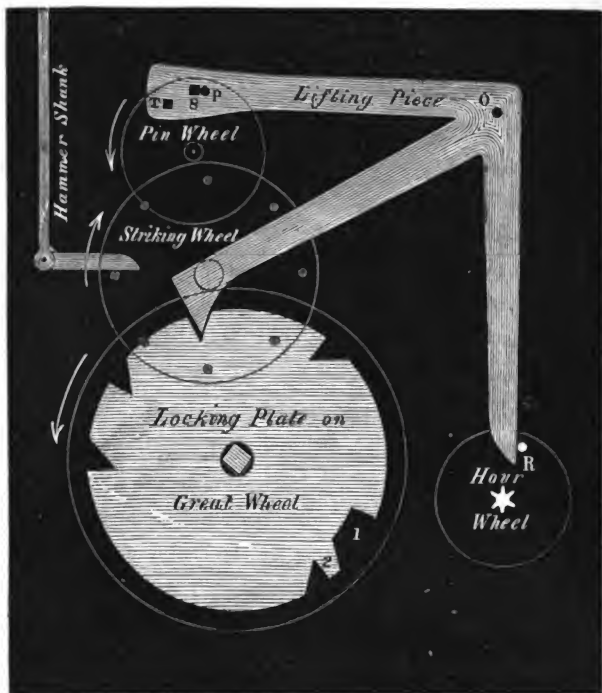 Hammer Shank
Lifting Piece
O
T
8
P
Pin Wheel
Striking Wheel
Locking Plate on
Great Wheel
1
2
R
Hour
Wheel